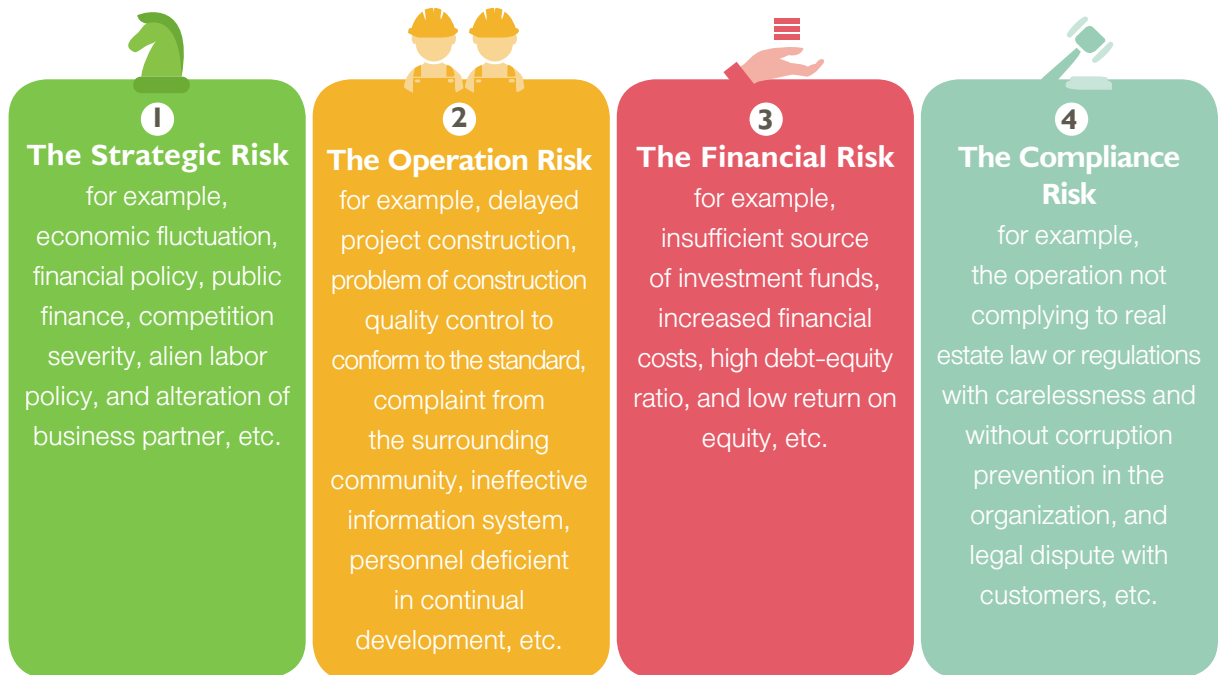 1
The Strategic Risk
for example,
economic fluctuation,
financial policy, public
finance, competition
severity, alien labor
policy, and alteration of
business partner, etc.
2
The Operation Risk
for example, delayed
project construction,
problem of construction
quality control to
conform to the standard,
complaint from
the surrounding
community, ineffective
information system,
personnel deficient
in continual
development, etc.
3
The Financial Risk
for example,
insufficient source
of investment funds,
increased financial
costs, high debt-equity
ratio, and low return on
equity, etc.
4
The Compliance
Risk
for example,
the operation not
complying to real
estate law or regulations
with carelessness and
without corruption
prevention in the
organization, and
legal dispute with
customers, etc.